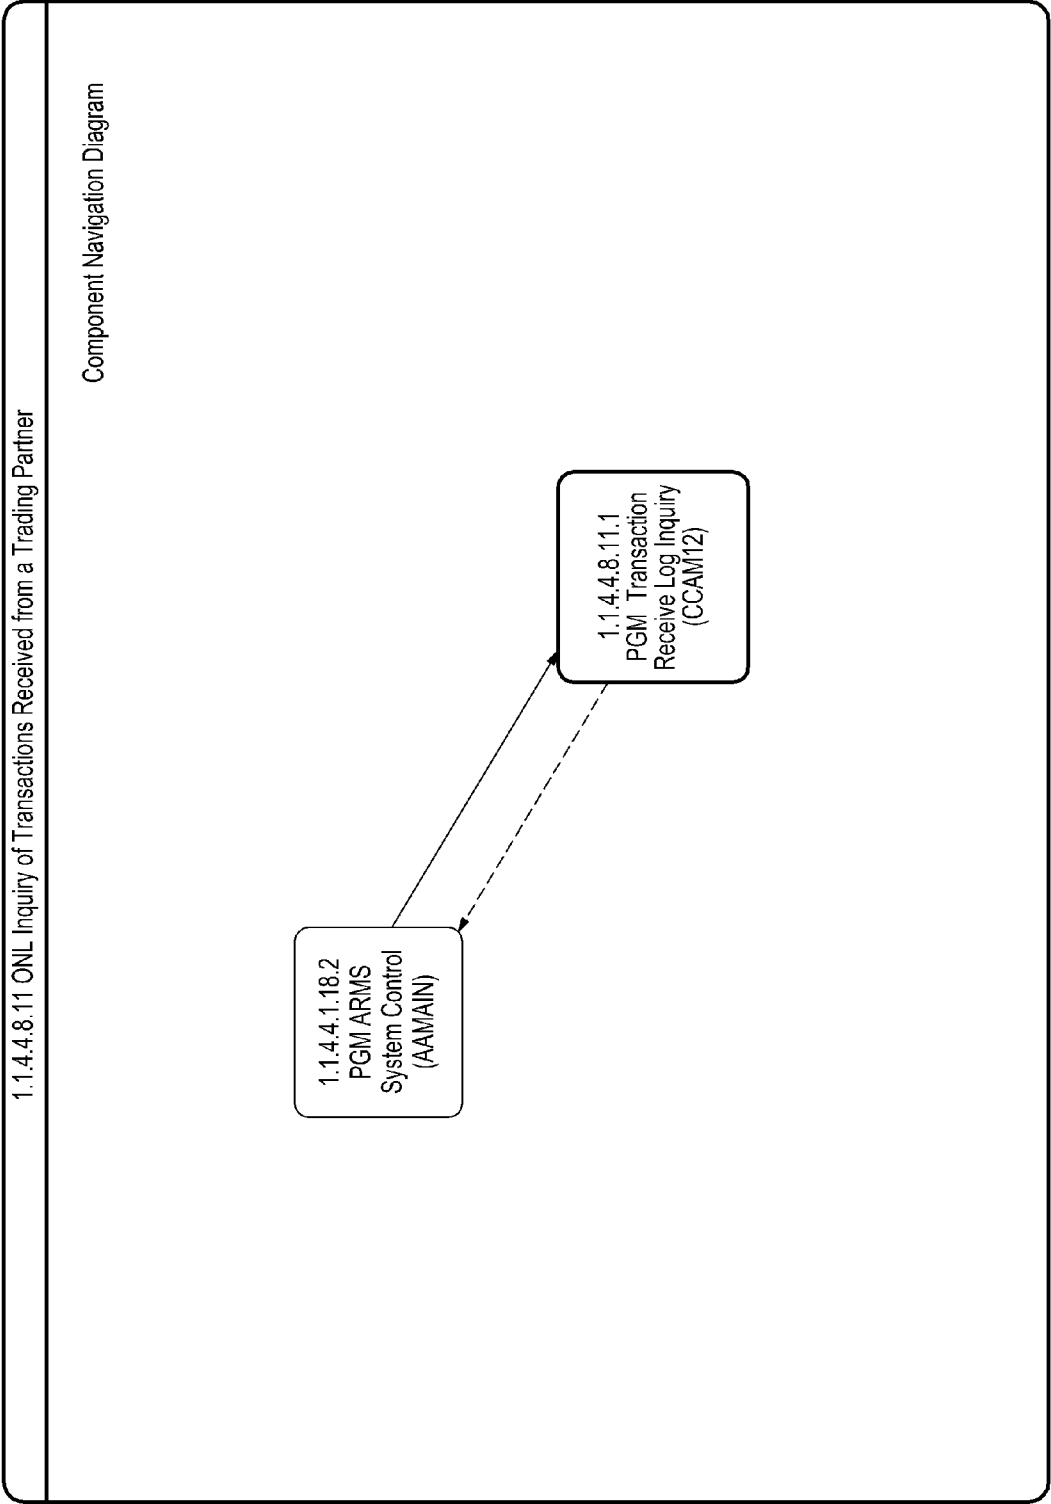 1.1.4.4.8.11 ONL Inquiry of Transactions Received from a Trading Partner
Component Navigation Diagram
1.1.4.4.1.18.2
PGM ARMS
System Control
(AAMAIN)
1.1.4.4.8.11.1
PGM Transaction
Receive Log Inquiry
(CCAM12)